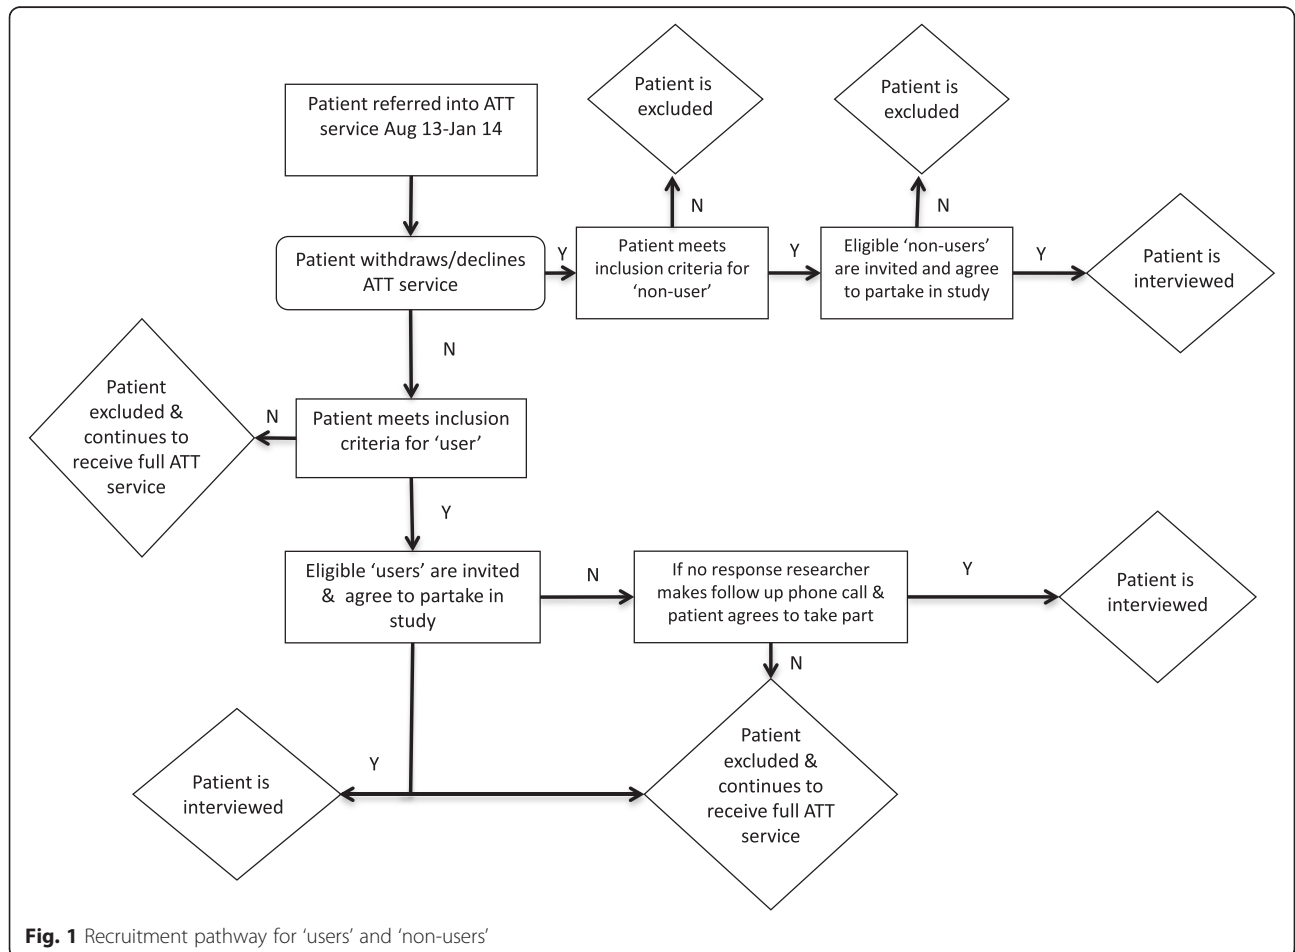 Patient referred into ATT
service Aug 13-Jan 14
Patient is
excluded
Patient is
excluded
N
N
Patient withdraws/declines
ATT service
Y
Patient meets
inclusion criteria for
'non-user'
Y
Eligible 'non-users'
are invited and agree
to partake in study
Y
Patient is
interviewed
N
Patient
excluded &
continues to
receive full ATT
service
N
Patient meets inclusion
criteria for 'user'
Y
Eligible 'users' are invited
& agree to partake in
study
N
If no response researcher
makes follow up phone call &
patient agrees to take part
Y
Patient is
interviewed
N
Patient is
interviewed
Y
Patient
excluded &
continues to
receive full ATT
service
Fig. 1 Recruitment pathway for 'users' and 'non-users'